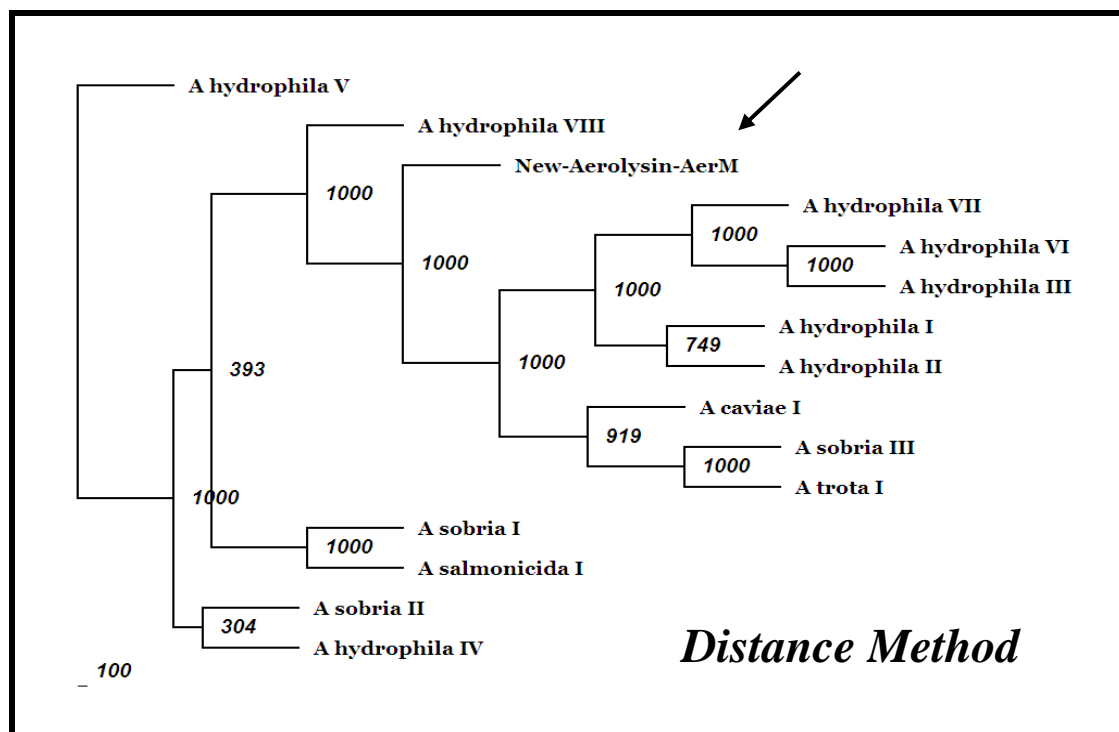 A hydrophila V
A hydrophila VIII
New-Aerolysin-AerM
1000
A hydrophila VII
1000
A hydrophila VI
1000
1000
A hydrophila III
1000
A hydrophila I
749
1000
393
A hydrophila II
A caviae I
919
A sobria III
1000
A trota I
1000
A sobria I
1000
A salmonicida I
A sobria II
304
A hydrophila IV
Distance Method
100